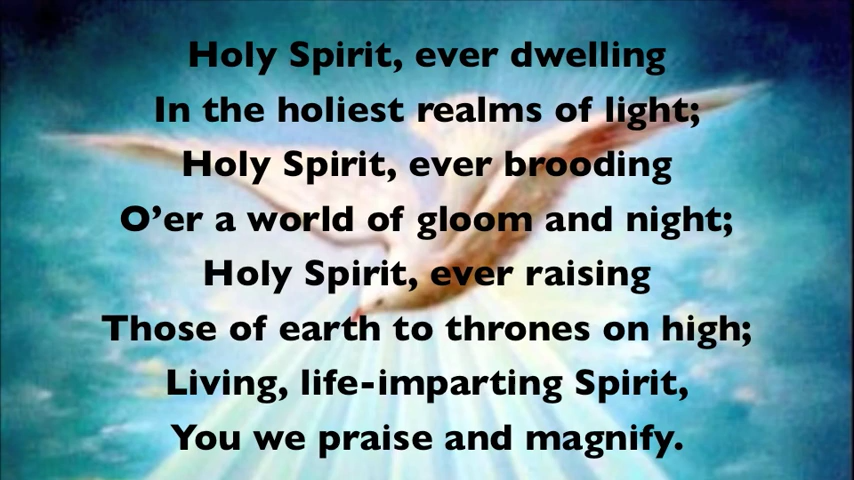 Holy Spirit, ever dwelling
In the holiest realms of light;
Holy Spirit, ever brooding
O’er a world of gloom and night;
Holy Spirit, ever raising
Those of earth to thrones on high;
Living, life-imparting Spirit,
You we praise and magnify.